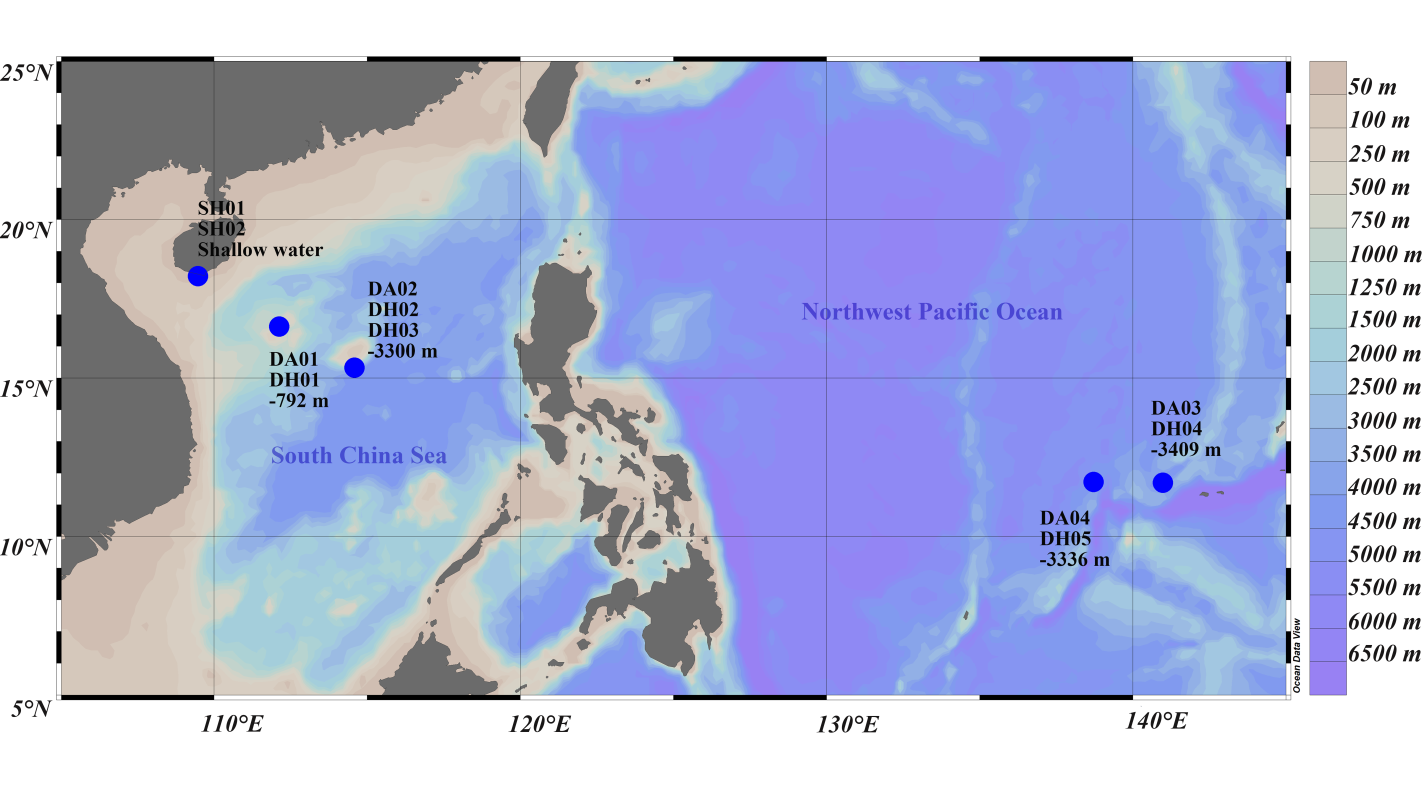 25°N
20°N
15°N
10°N
5°N
110°E
120°E
130°E
140°E
SH01
SH02
Shallow water
DA02
DH02
DH03
-3300 m
DA01
DH01
-792 m
South China Sea
Northwest Pacific Ocean
DA03
DH04
-3409 m
DA04
DH05
-3336 m
Ocean Data View
50 m
100 m
250 m
500 m
750 m
1000 m
1250 m
1500 m
2000 m
2500 m
3000 m
3500 m
4000 m
4500 m
5000 m
5500 m
6000 m
6500 m